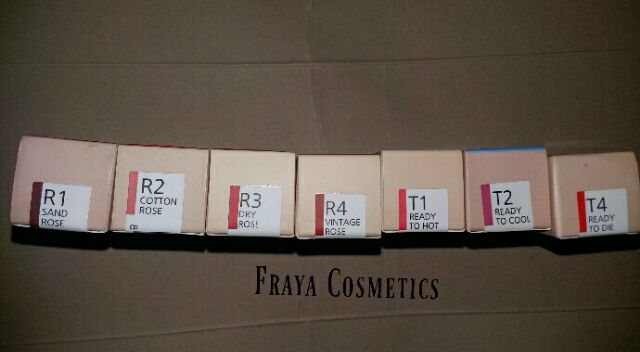 R1
SAND
ROSE
R2
COTTON
ROSE
R3
DRY
ROSE
R4
VINTAGE
ROSE
T1
READY
TO HOT
T2
READY
TO COOL
T4
READY
TO DIE
FRAYA COSMETICS